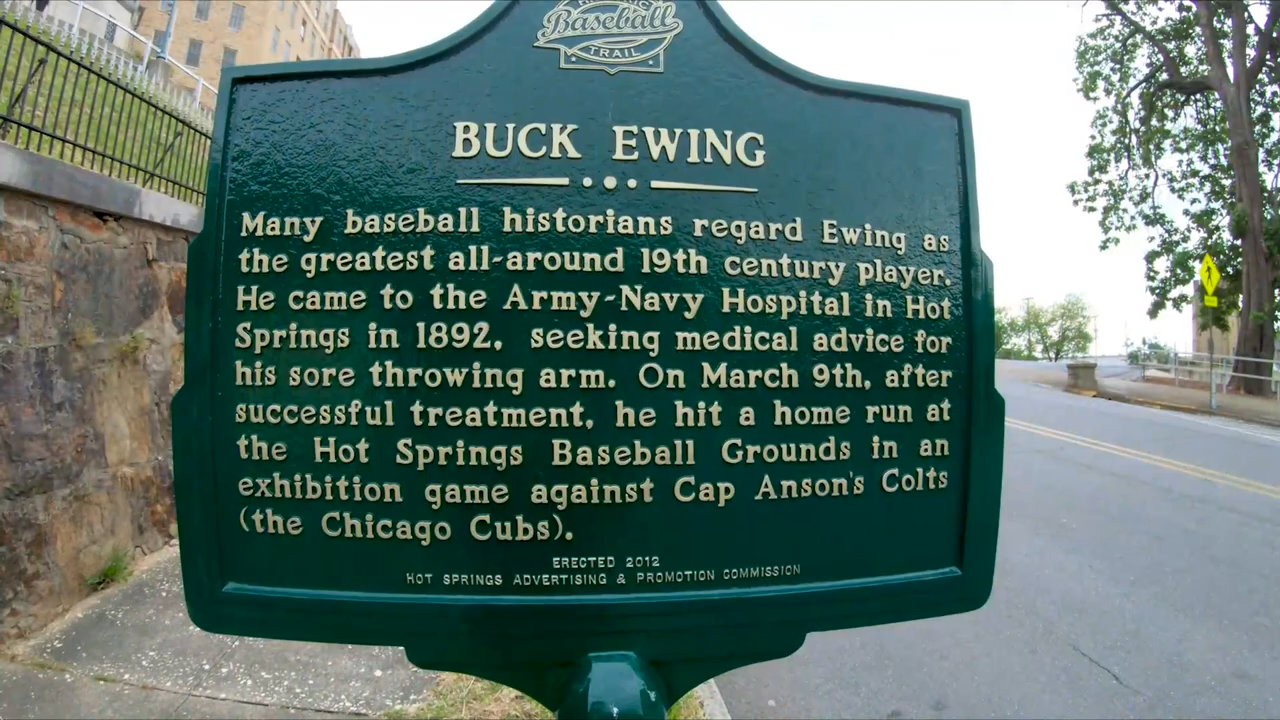 Baseball
TRAIL
BUCK EWING
Many baseball historians regard Ewing as
the greatest all-around 19th century player.
He came to the Army-Navy Hospital in Hot
Springs in 1892, seeking medical advice for
his sore throwing arm. On March 9th, after
successful treatment, he hit a home run at
the Hot Springs Baseball Grounds in an
exhibition game against Cap Anson's Colts
(the Chicago Cubs).
ERECTED 2012
HOT SPRINGS ADVERTISING & PROMOTION COMMISSION